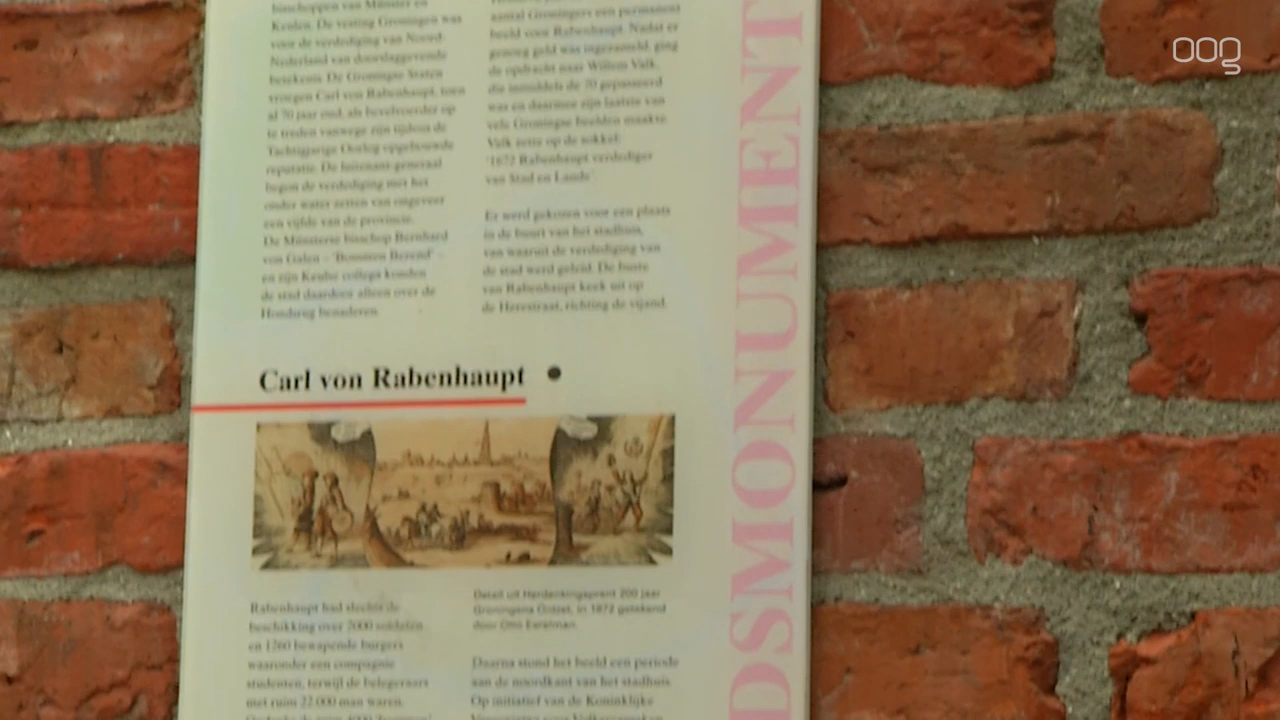 oog
bisschoppen van Münster en
Keulen. De vesting Groningen was
voor de verdediging van Noord-
Nederland van doorslaggevende
betekenis. De Groningse Staten
vroegen Carl von Rabenhaupt, toen
al 70 jaar oud, als bevelvoerder op
te treden vanwege zijn tijdens de
Tachtigjarige Oorlog opgebouwde
reputatie. De luitenant-generaal
begon de verdediging met het
onder water zetten van ongeveer
een vijfde van de provincie.
De Münsterse bisschop Bernhard
von Galen – 'Bommen Berend' –
en zijn Keulse collega konden
de stad daardoor alleen over de
Hondsrug benaderen.
aantal Groningers een permanent
beeld voor Rabenhaupt. Nadat er
genoeg geld was ingezameld, ging
de opdracht naar Willem Valk,
die inmiddels de 70 gepasseerd
was en daarmee zijn laatste van
vele Groningse beelden maakte.
Valk zette op de sokkel:
'1672 Rabenhaupt verdediger
van Stad en Lande'.
Er werd gekozen voor een plaats
in de buurt van het stadhuis,
van waaruit de verdediging van
de stad werd geleid. De buste
van Rabenhaupt keek uit op
de Herestraat, richting de vijand.
Carl von Rabenhaupt •
Rabenhaupt had slechts de
beschikking over 2000 soldaten
en 1260 bewapende burgers
waaronder een compagnie
studenten, terwijl de belegeraars
met ruim 22.000 man waren.
Detail uit Herdenkingsprent 200 jaar
Groningens Ontzet, in 1872 getekend
door Otto Eerelman.
Daarna stond het beeld een periode
aan de noordkant van het stadhuis.
Op initiatief van de Koninklijke
DSMONUMENT